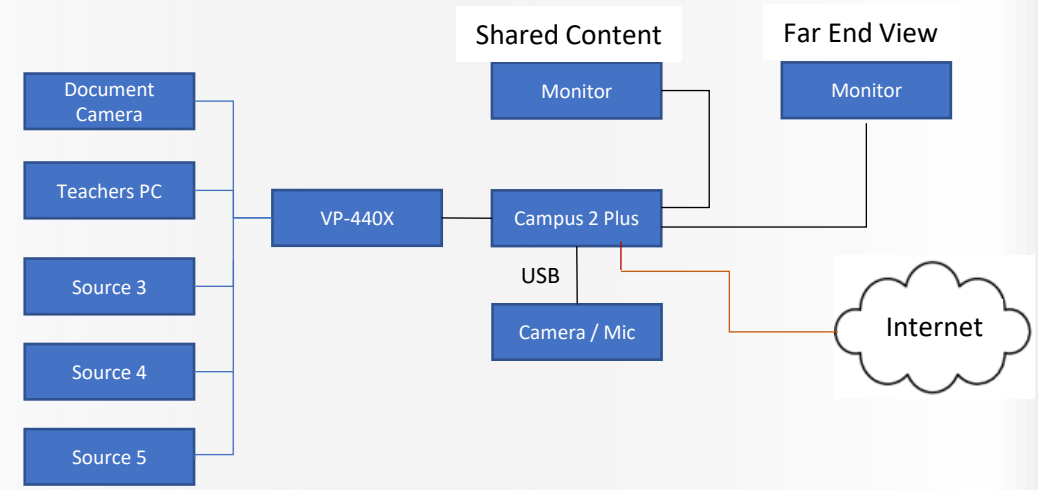 Shared Content
Far End View
Document
Camera
Monitor
Monitor
Teachers PC
VP-440X
Campus 2 Plus
USB
Source 3
Camera / Mic
Internet
Source 4
Source 5